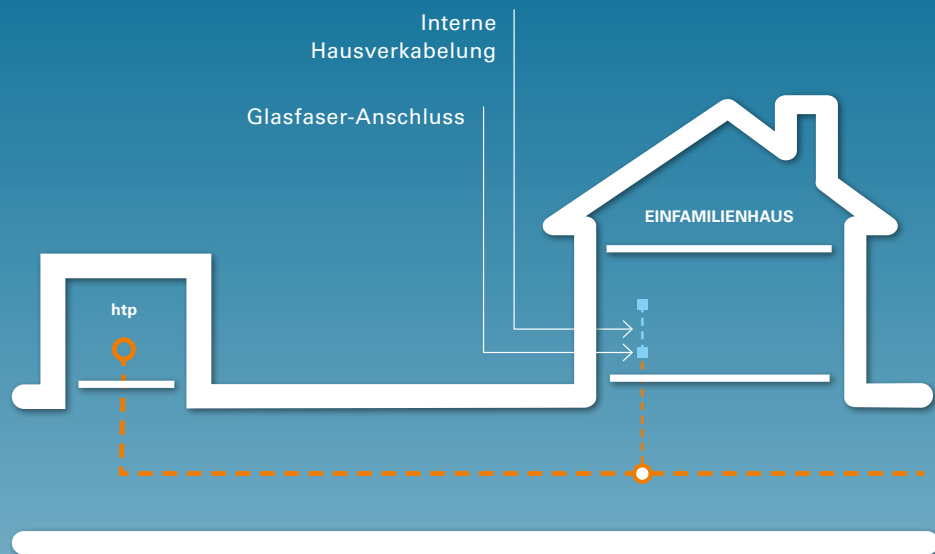 Interne
Hausverkabelung
Glasfaser-Anschluss
EINFAMILIENHAUS
htp